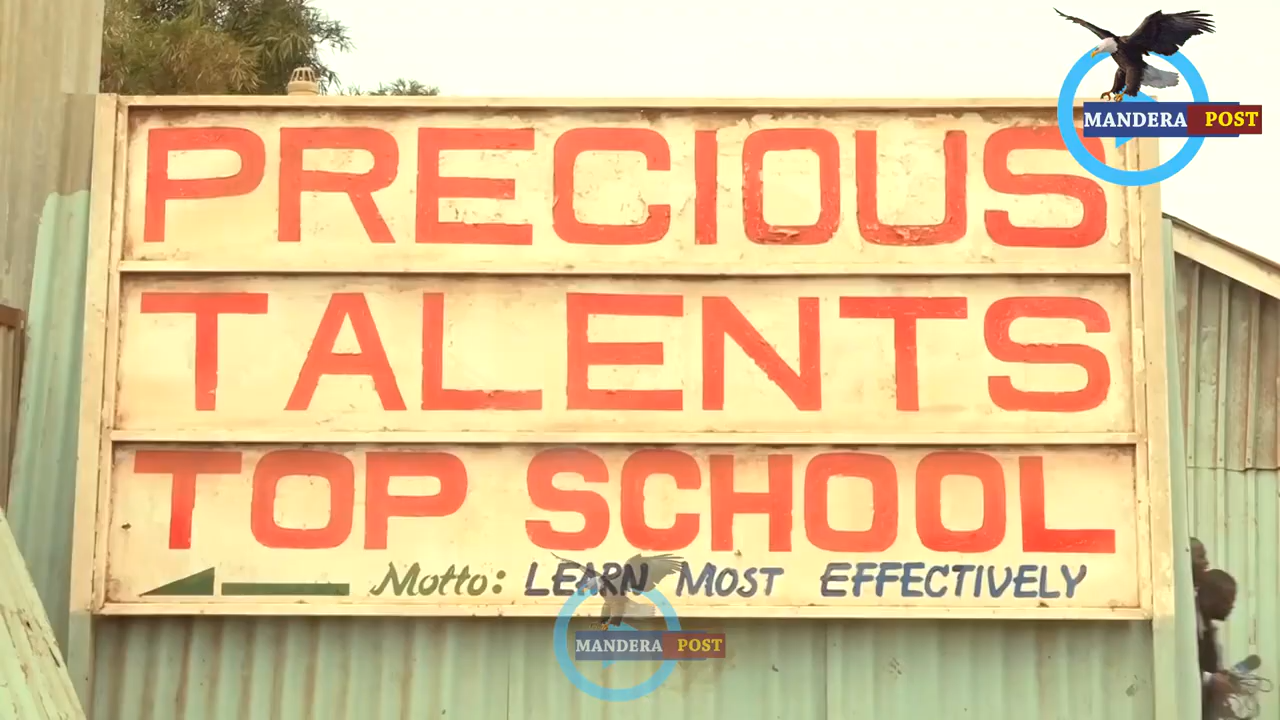 MANDERA POST
PRECIOUS
TALENTS
TOP SCHOOL
Motto: LEARN MOST EFFECTIVELY
MANDERA POST